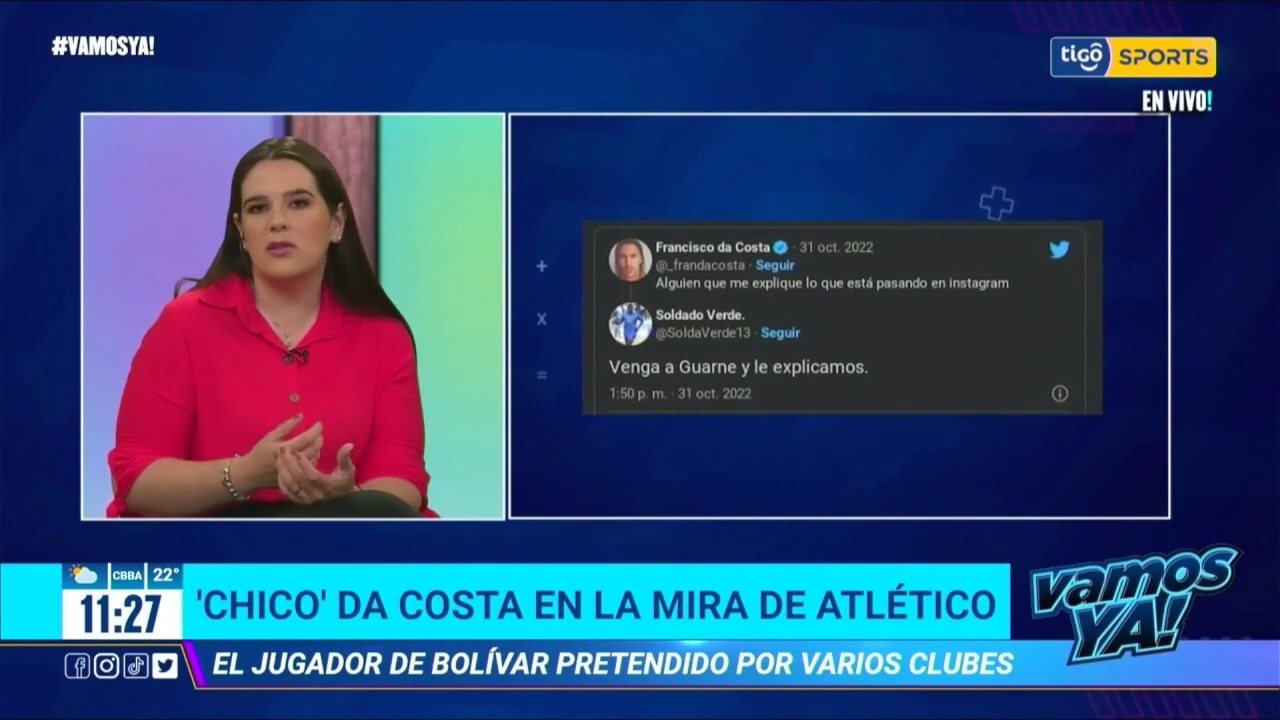 #VAMOSYA!
tigo SPORTS
EN VIVO!
Francisco da Costa · 31 oct. 2022
@_frandacosta · Seguir
Alguien que me explique lo que está pasando en instagram
Soldado Verde.
@SoldaVerde13 · Seguir
Venga a Guarne y le explicamos.
1:50 p. m. · 31 oct. 2022
CBBA 22°
11:27
'CHICO' DA COSTA EN LA MIRA DE ATLÉTICO
EL JUGADOR DE BOLÍVAR PRETENDIDO POR VARIOS CLUBES
Vamos
YA!